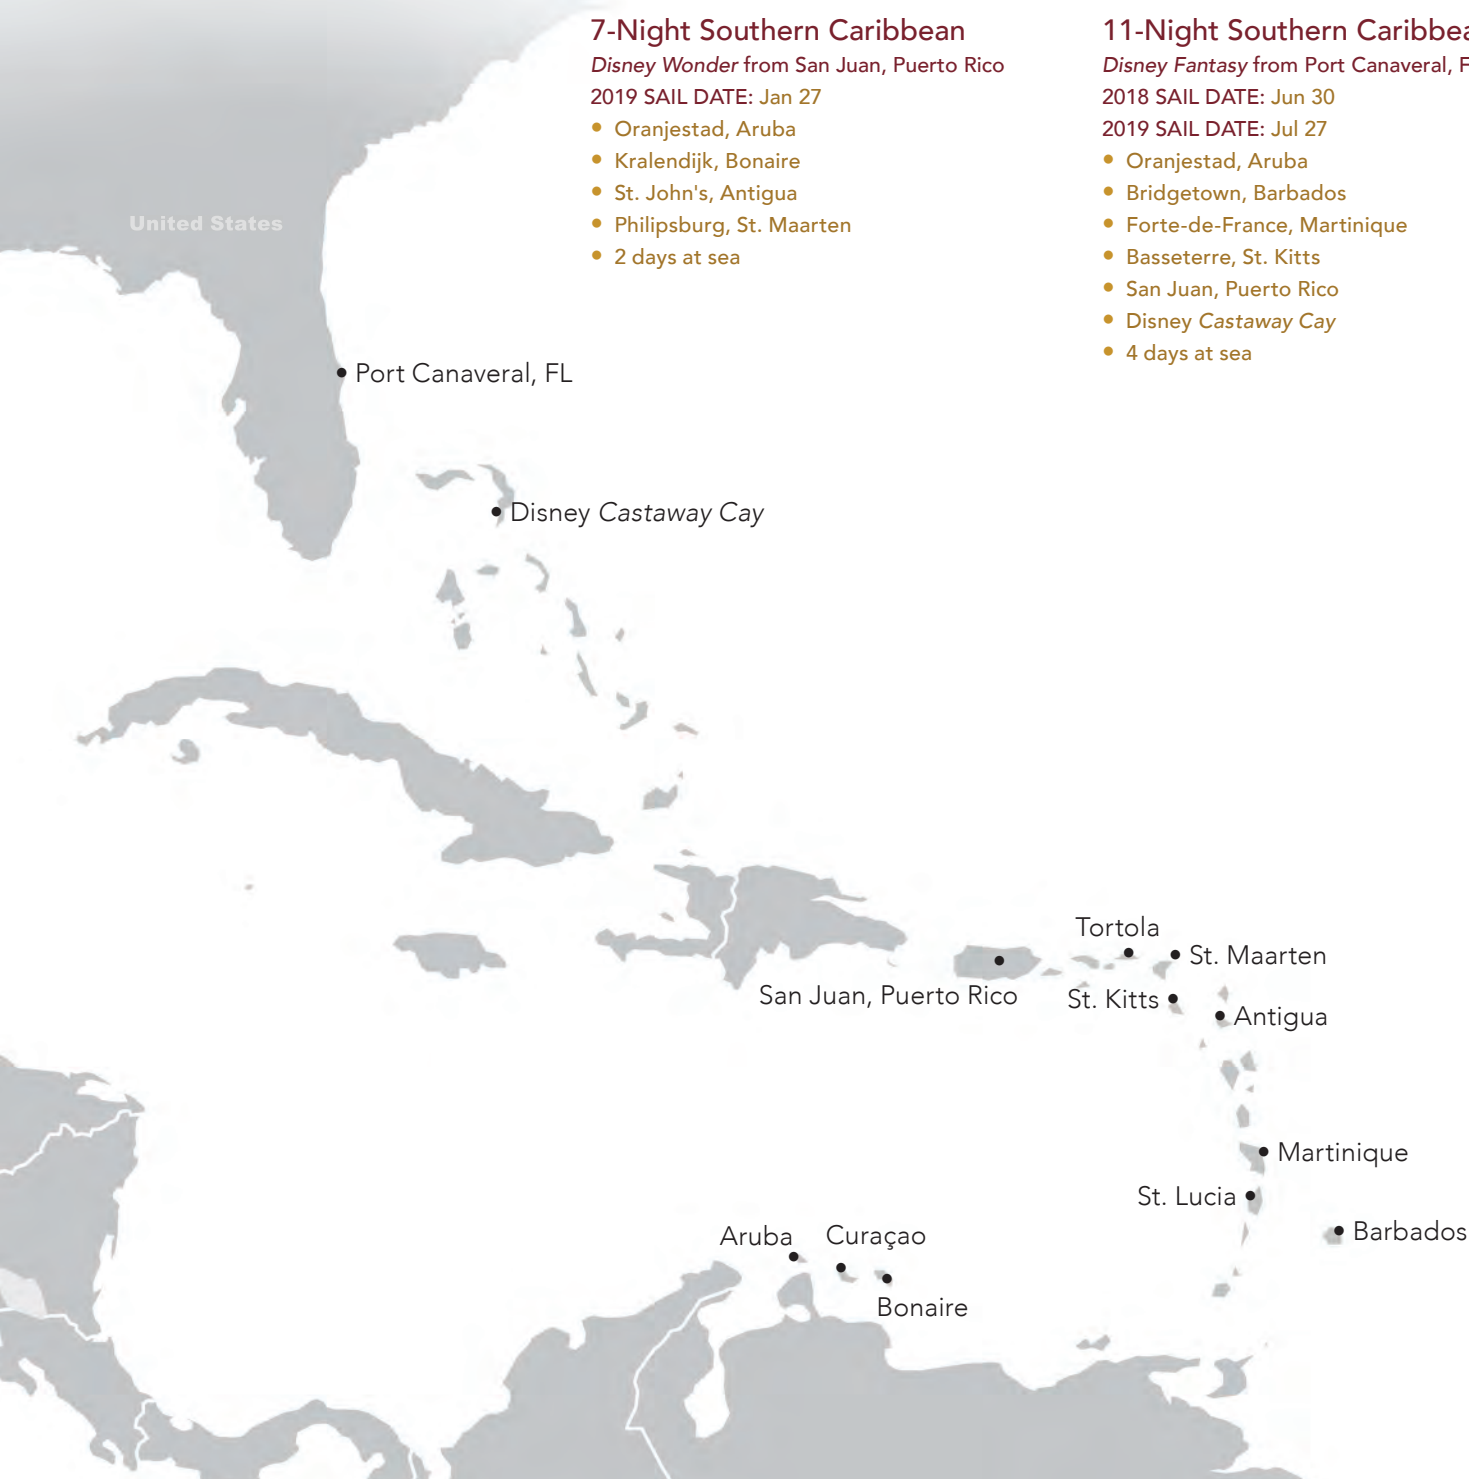 7-Night Southern Caribbean
Disney Wonder from San Juan, Puerto Rico
2019 SAIL DATE: Jan 27
• Oranjestad, Aruba
• Kralendijk, Bonaire
• St. John's, Antigua
• Philipsburg, St. Maarten
• 2 days at sea
11-Night Southern
Disney Fantasy from Port Canaveral,
2018 SAIL DATE: Jun 30
2019 SAIL DATE: Jul 27
• Oranjestad, Aruba
• Bridgetown, Barbados
• Forte-de-France, Martinique
• Basseterre, St. Kitts
• San Juan, Puerto Rico
• Disney Castaway Cay
• 4 days at sea
United States
Port Canaveral, FL
Disney Castaway Cay
Tortola
St. Maarten
San Juan, Puerto Rico
St. Kitts
Antigua
Martinique
St. Lucia
Barbados
Aruba
Curaçao
Bonaire